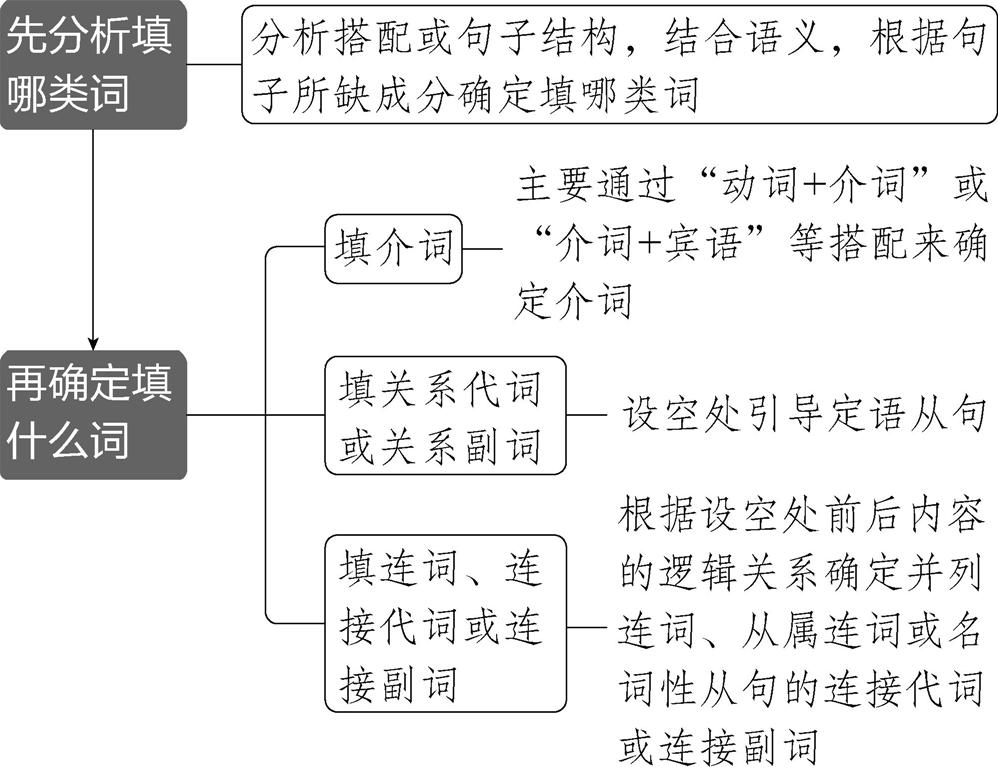 先分析填
哪类词
分析搭配或句子结构，结合语义，根据句
子所缺成分确定填哪类词
填介词
主要通过“动词+介词”或
“介词+宾语”等搭配来确
定介词
再确定填
什么词
填关系代词
或关系副词
设空处引导定语从句
填连词、连
接代词或连
接副词
根据设空处前后内容
的逻辑关系确定并列
连词、从属连词或名
词性从句的连接代词
或连接副词